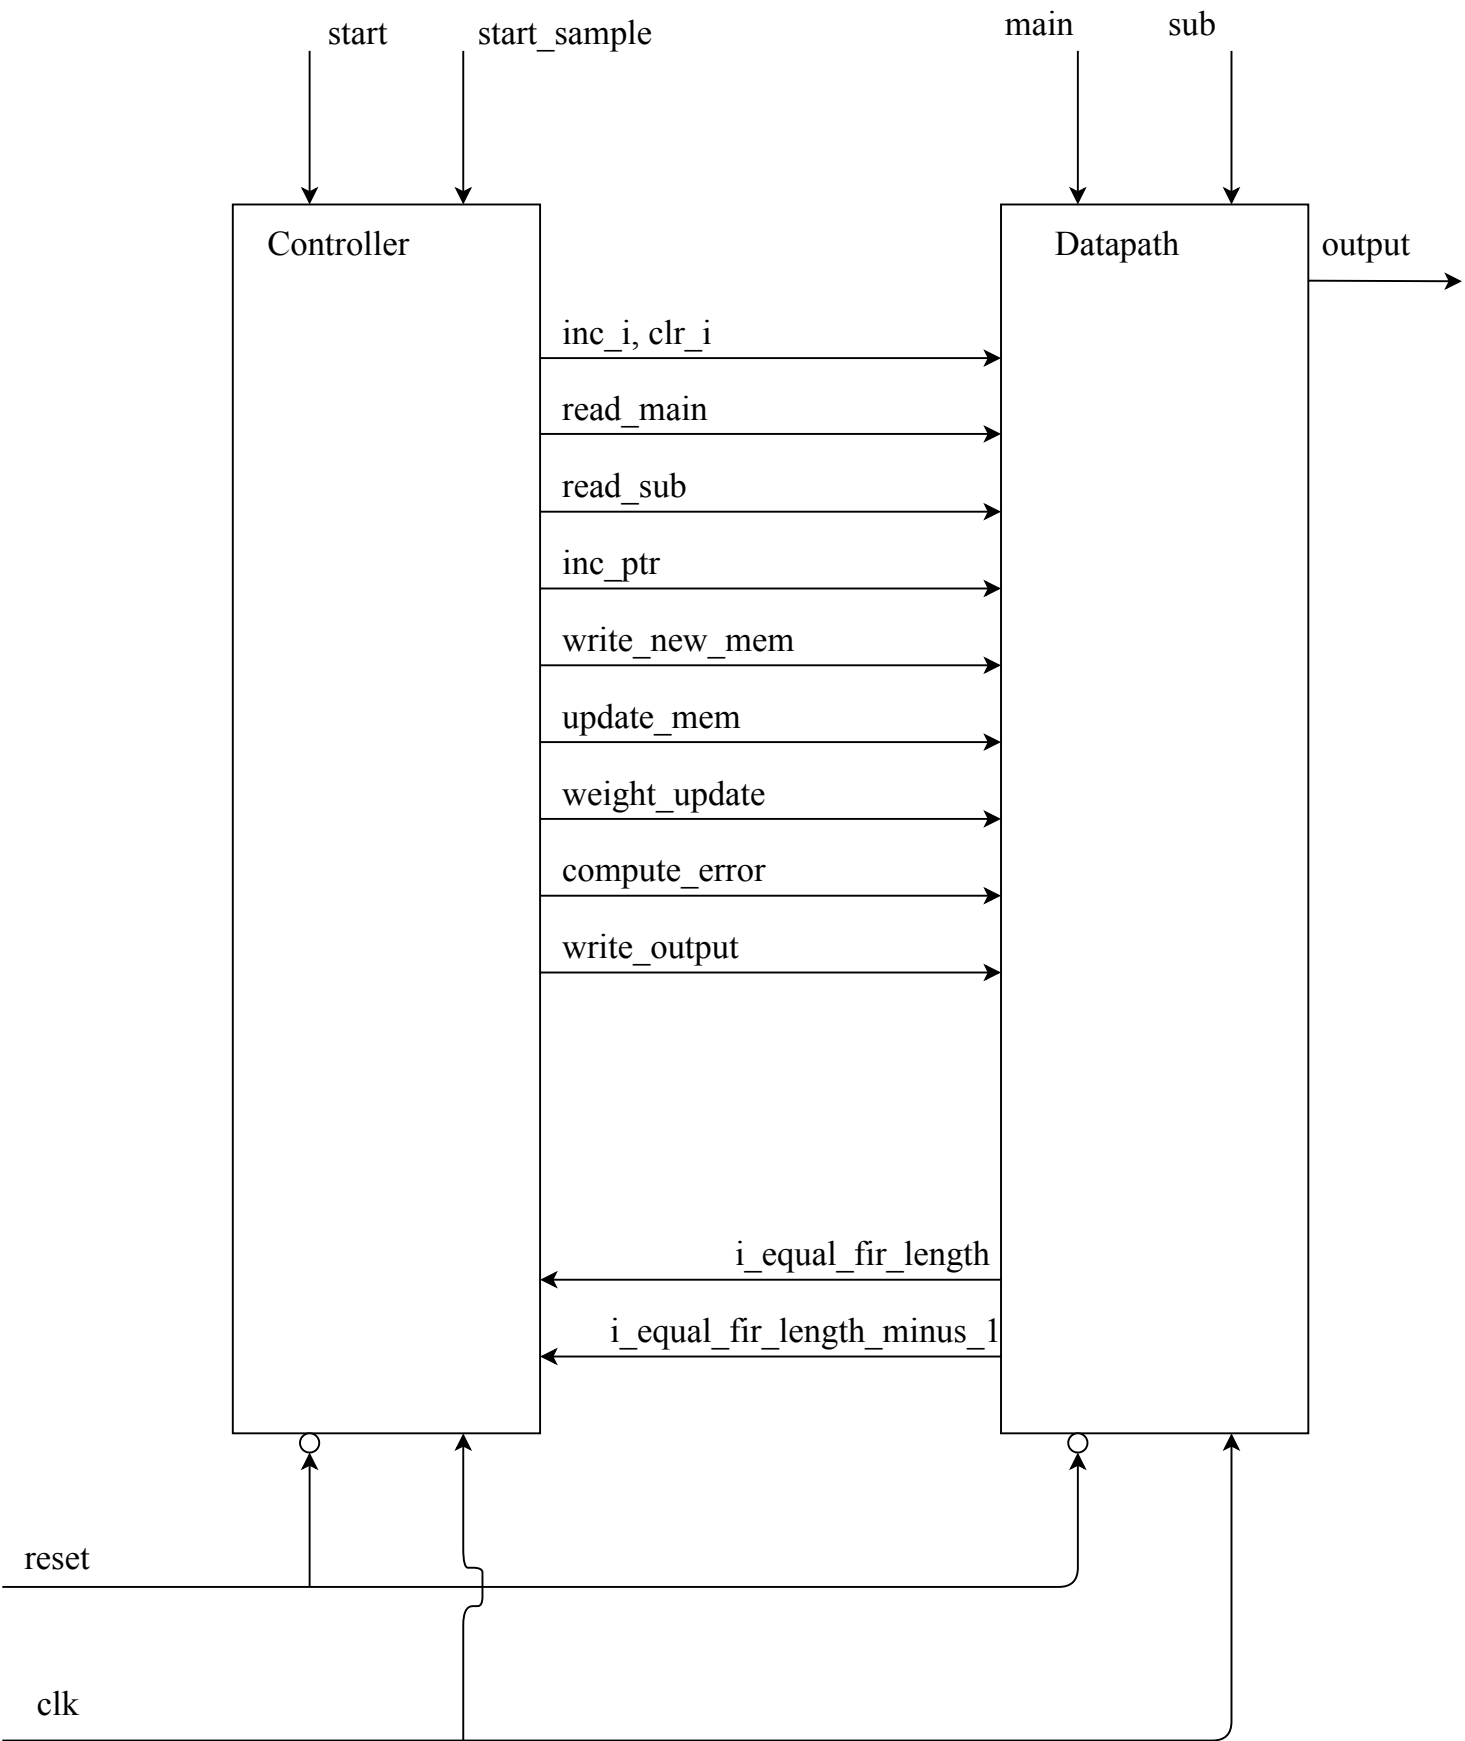 start
start_sample
main
sub
Controller
Datapath
output
inc_i, clr_i
read_main
read_sub
inc_ptr
write_new_mem
update_mem
weight_update
compute_error
write_output
i_equal_fir_length
i_equal_fir_length_minus_1
reset
clk